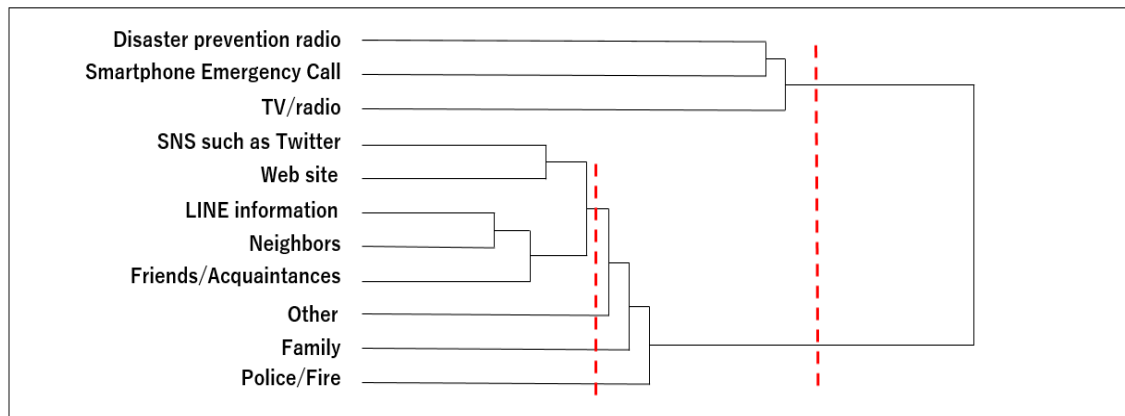 Disaster prevention radio
Smartphone Emergency Call
TV/radio
SNS such as Twitter
Web site
LINE information
Neighbors
Friends/Acquaintances
Other
Family
Police/Fire